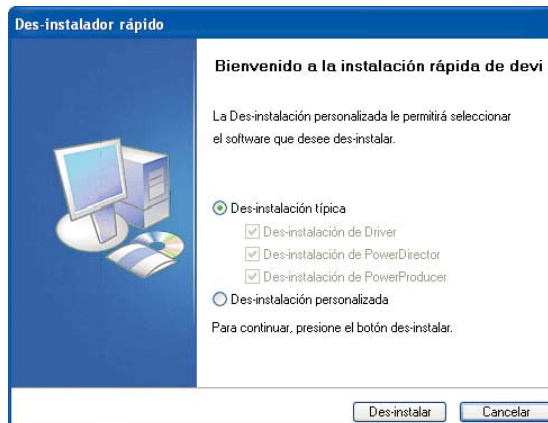 Des-instalador rápido
Bienvenido a la instalación rápida de devi
La Des-instalación personalizada le permitirá seleccionar
el software que desee des-instalar.
Des-instalación típica
Des-instalación de Driver
Des-instalación de PowerDirector
Des-instalación de PowerProducer
Des-instalación personalizada
Para continuar, presione el botón des-instalar.
Des-instalar
Cancelar